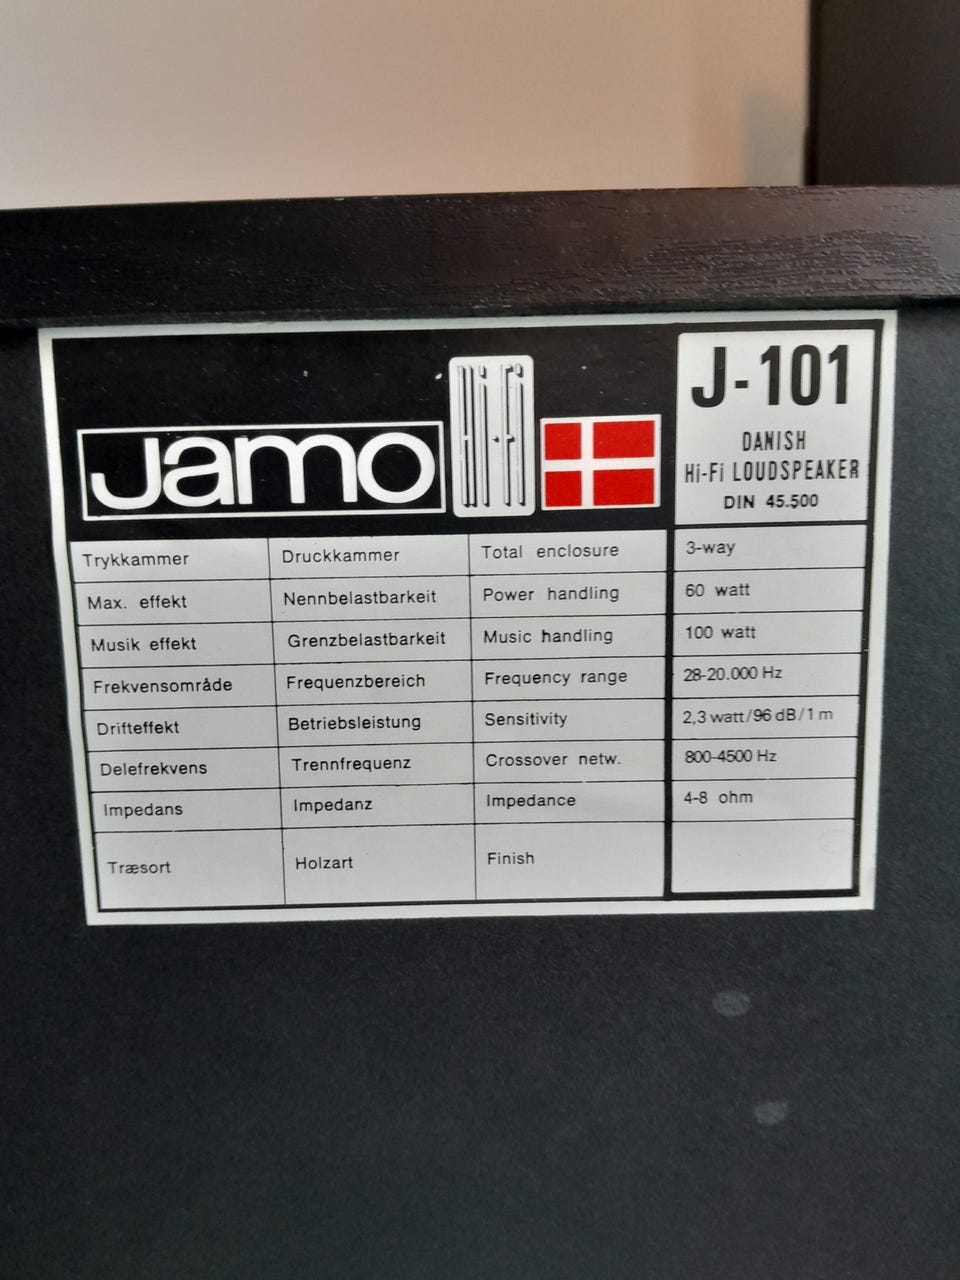 Jamo
Hi-Fi
J-101
DANISH
Hi-Fi LOUDSPEAKER
DIN 45.500
Trykkammer Druckkammer Total enclosure 3-way
Max. effekt Nennbelastbarkeit Power handling 60 watt
Musik effekt Grenzbelastbarkeit Music handling 100 watt
Frekvensområde Frequenzbereich Frequency range 28-20.000 Hz
Drifteffekt Betriebsleistung Sensitivity 2,3 watt/96 dB/1 m
Delefrekvens Trennfrequenz Crossover netw. 800-4500 Hz
Impedans Impedanz Impedance 4-8 ohm
Træsort Holzart Finish